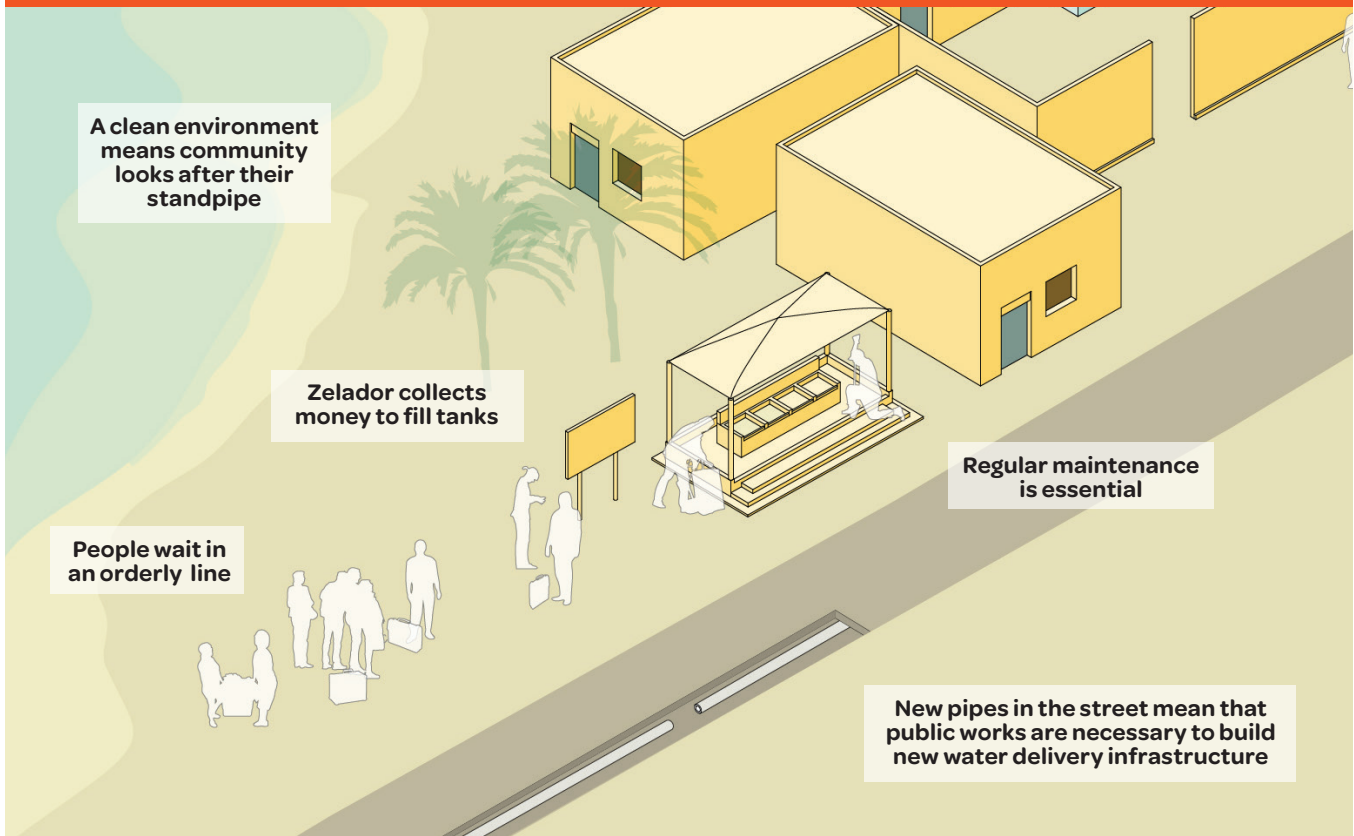 A clean environment
means community
looks after their
standpipe
Zelador collects
money to fill tanks
Regular maintenance
is essential
People wait in
an orderly line
New pipes in the street mean that
public works are necessary to build
new water delivery infrastructure